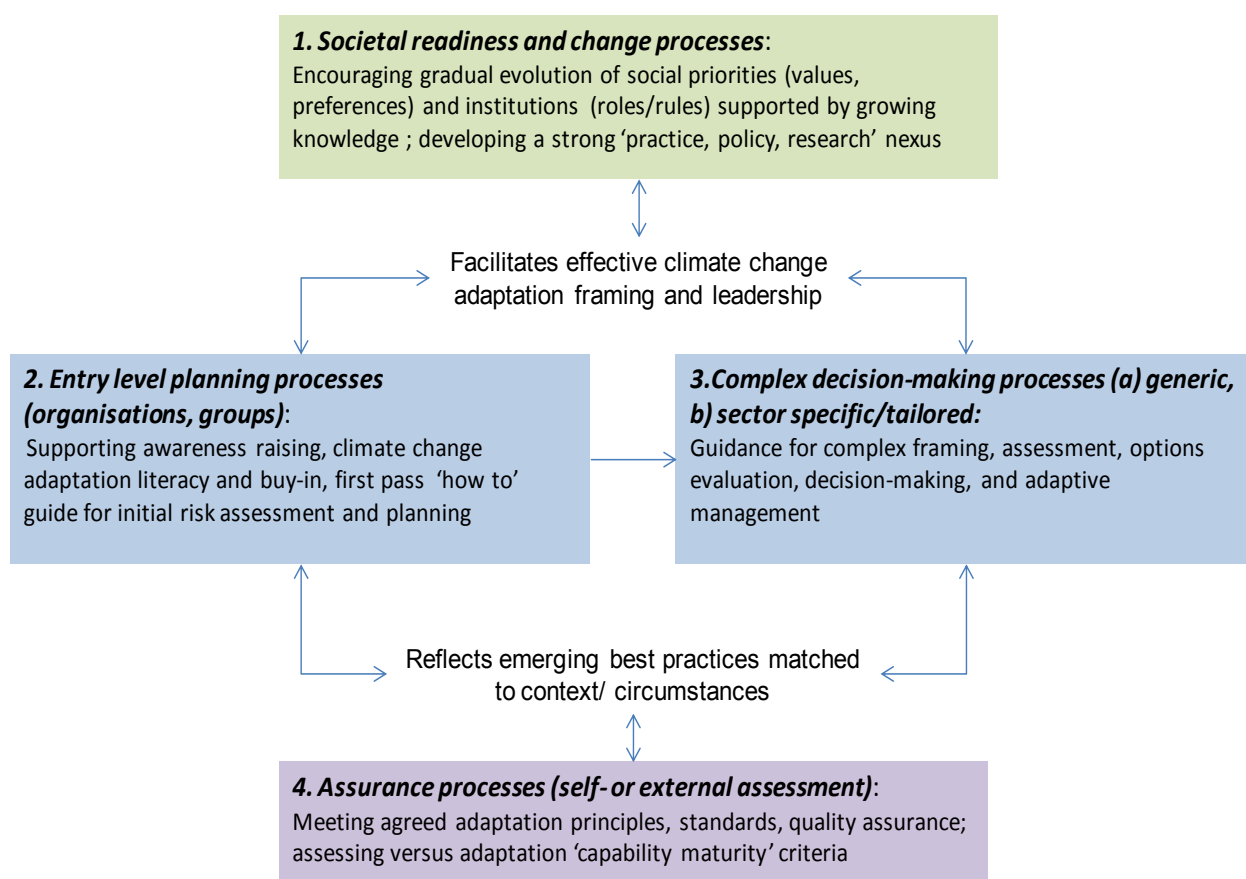 1. Societal readiness and change processes:
Encouraging gradual evolution of social priorities (values,
preferences) and institutions (roles/rules) supported by growing
knowledge ; developing a strong ‘practice, policy, research’ nexus
Facilitates effective climate change
adaptation framing and leadership
2. Entry level planning processes
(organisations, groups):
Supporting awareness raising, climate change
adaptation literacy and buy-in, first pass ‘how to’
guide for initial risk assessment and planning
3.Complex decision-making processes (a) generic,
b) sector specific/tailored:
Guidance for complex framing, assessment, options
evaluation, decision-making, and adaptive
management
Reflects emerging best practices matched
to context/ circumstances
4. Assurance processes (self- or external assessment):
Meeting agreed adaptation principles, standards, quality assurance;
assessing versus adaptation ‘capability maturity’ criteria